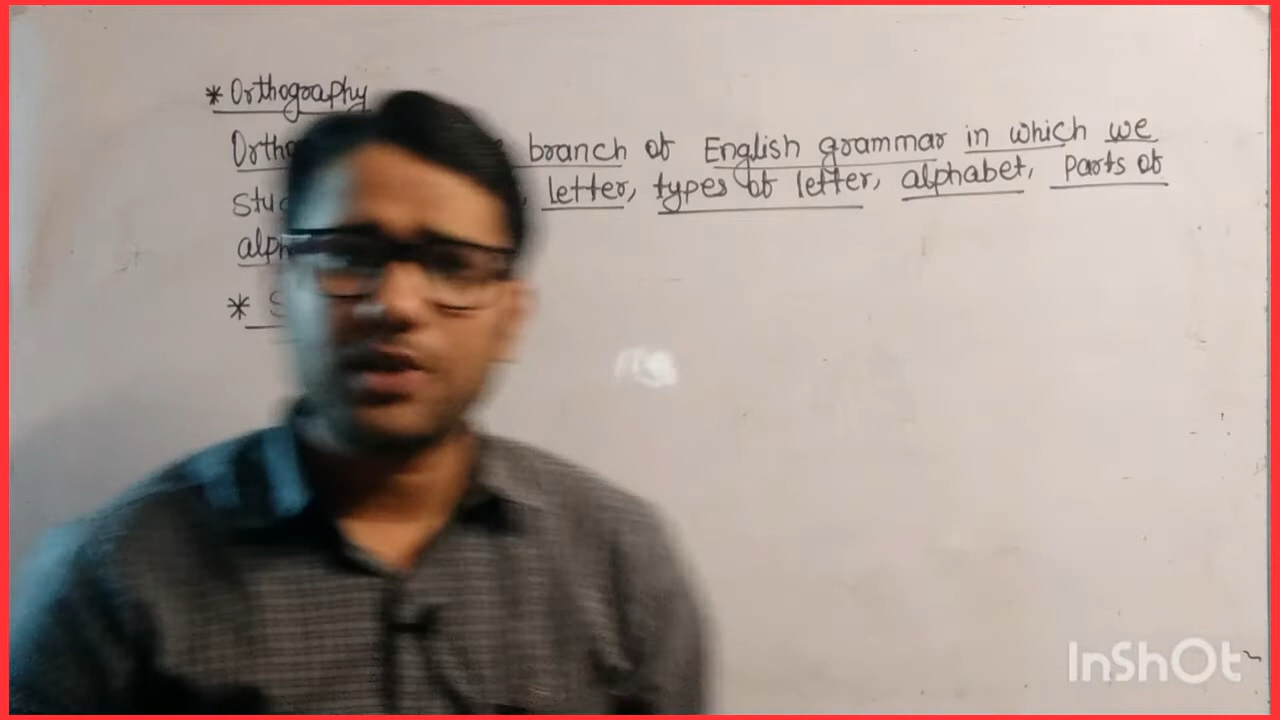 * Orthography
branch of English grammar in which we
letter, types of letter, alphabet, parts of
*
InShOt